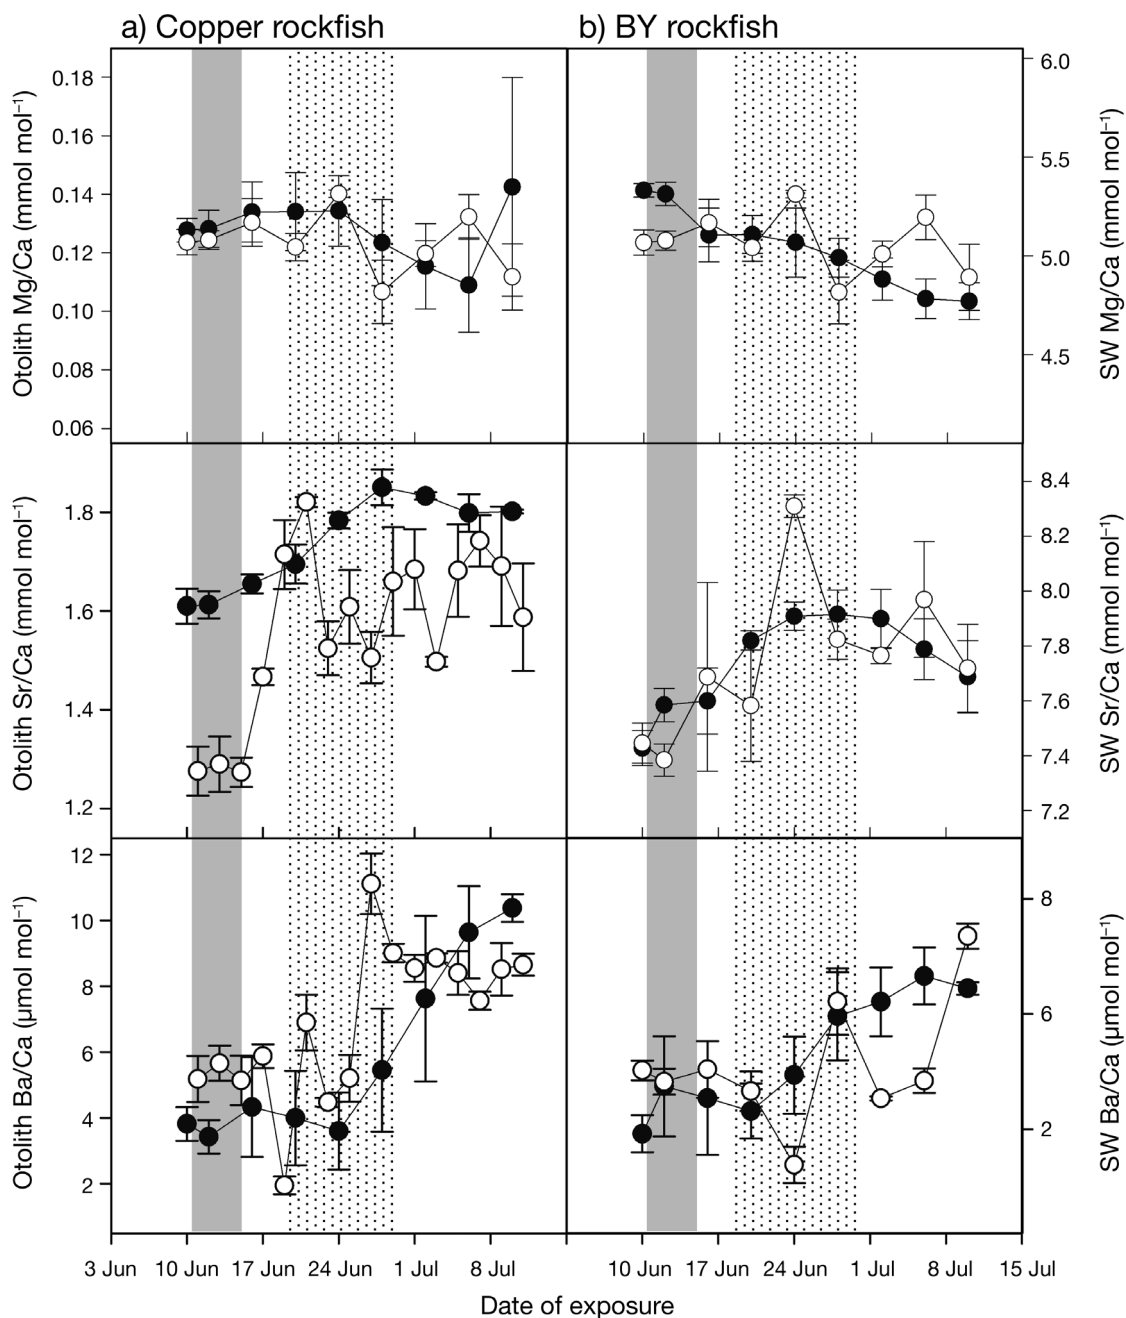 a) Copper rockfish
b) BY rockfish
Otolith Mg/Ca (mmol mol⁻¹)
0.18
0.16
0.14
0.12
0.10
0.08
0.06
6.0
5.5
5.0
4.5
SW Mg/Ca (mmol mol⁻¹)
Otolith Sr/Ca (mmol mol⁻¹)
1.8
1.6
1.4
1.2
8.4
8.2
8.0
7.8
7.6
7.4
7.2
SW Sr/Ca (mmol mol⁻¹)
Otolith Ba/Ca (µmol mol⁻¹)
12
10
8
6
4
2
8
6
2
SW Ba/Ca (µmol mol⁻¹)
3 Jun 10 Jun 17 Jun 24 Jun 1 Jul 8 Jul
10 Jun 17 Jun 24 Jun 1 Jul 8 Jul 15 Jul
Date of exposure